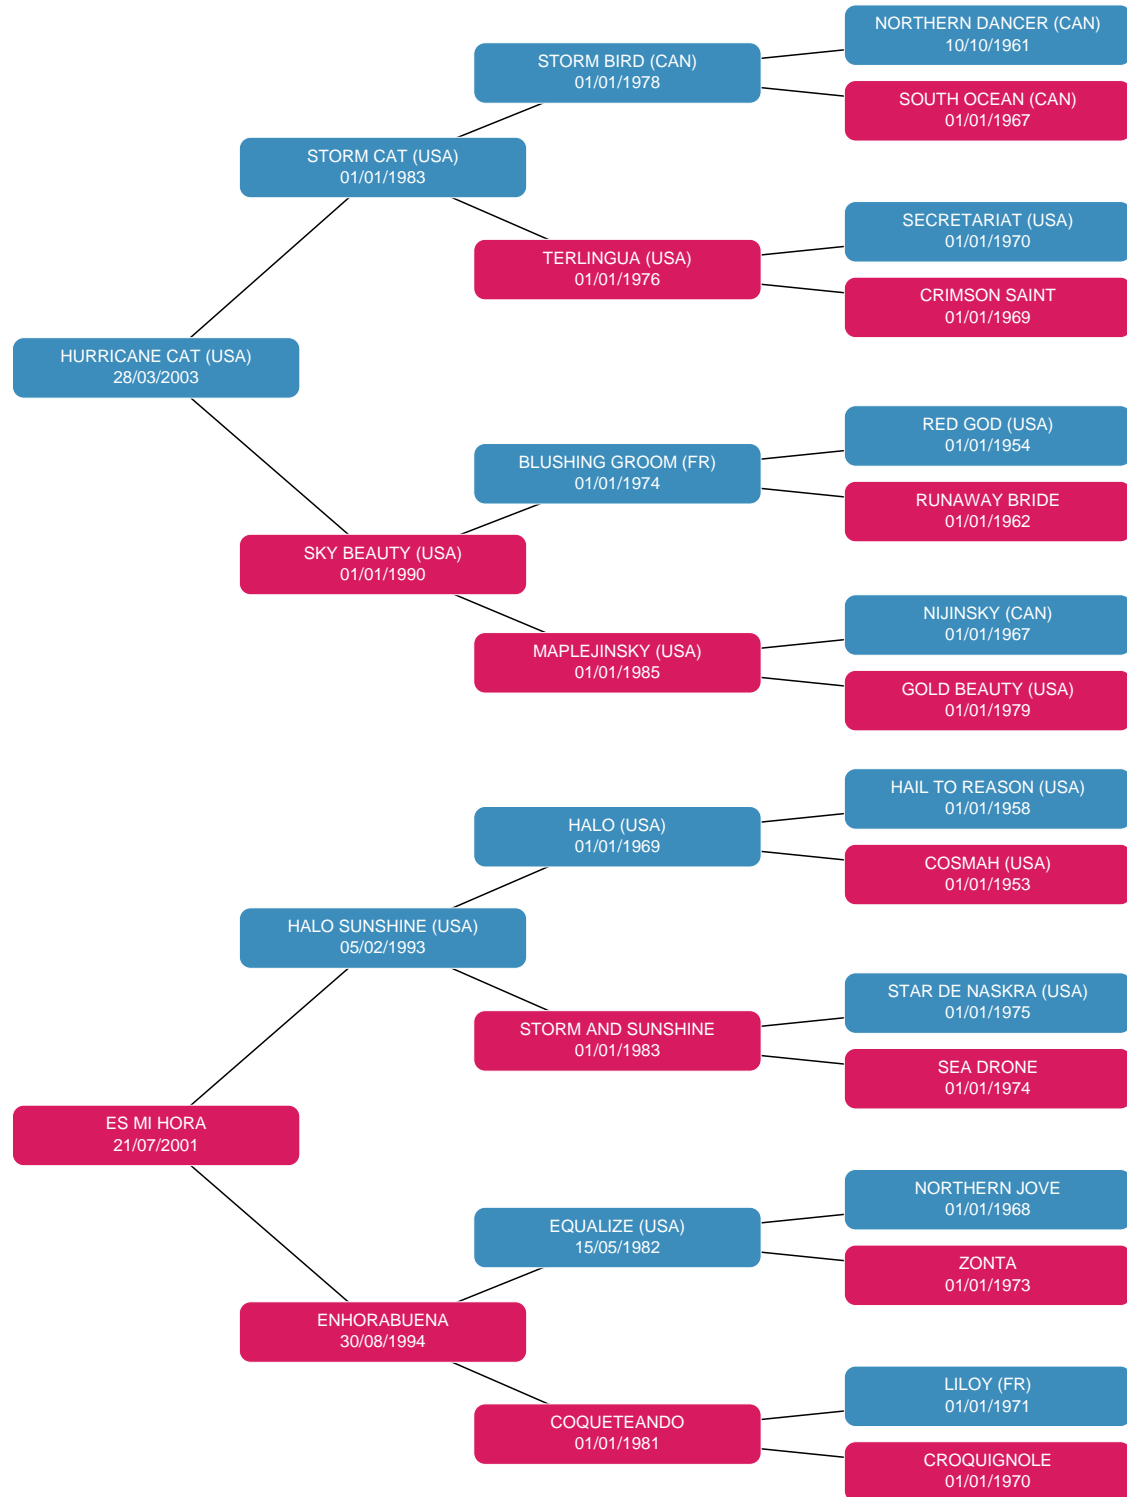 NORTHERN DANCER (CAN)
10/10/1961
STORM BIRD (CAN)
01/01/1978
SOUTH OCEAN (CAN)
01/01/1967
STORM CAT (USA)
01/01/1983
SECRETARIAT (USA)
01/01/1970
TERLINGUA (USA)
01/01/1976
CRIMSON SAINT
01/01/1969
HURRICANE CAT (USA)
28/03/2003
RED GOD (USA)
01/01/1954
BLUSHING GROOM (FR)
01/01/1974
RUNAWAY BRIDE
01/01/1962
SKY BEAUTY (USA)
01/01/1990
NIJINSKY (CAN)
01/01/1967
MAPLEJINSKY (USA)
01/01/1985
GOLD BEAUTY (USA)
01/01/1979
HAIL TO REASON (USA)
01/01/1958
HALO (USA)
01/01/1969
COSMAH (USA)
01/01/1953
HALO SUNSHINE (USA)
05/02/1993
STAR DE NASKRA (USA)
01/01/1975
STORM AND SUNSHINE
01/01/1983
SEA DRONE
01/01/1974
ES MI HORA
21/07/2001
NORTHERN JOVE
01/01/1968
EQUALIZE (USA)
15/05/1982
ZONTA
01/01/1973
ENHORABUENA
30/08/1994
LILOY (FR)
01/01/1971
COQUETEANDO
01/01/1981
CROQUIGNOLE
01/01/1970